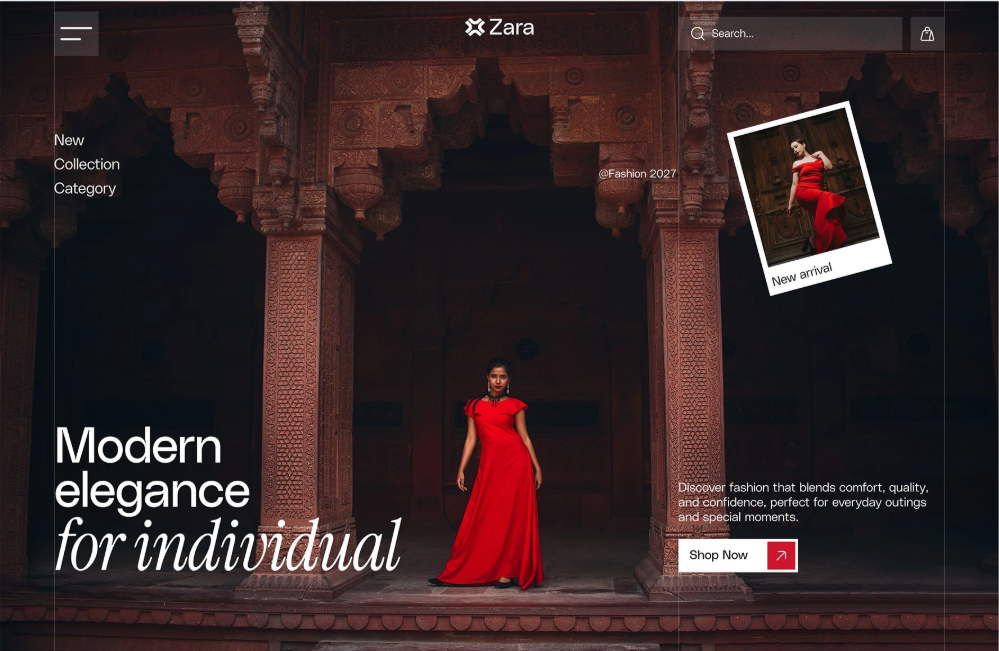 Zara
Search...
New
Collection
Category
@Fashion 2027
New arrival
Modern
elegance
for individual
Discover fashion that blends comfort, quality,
and confidence, perfect for everyday outings
and special moments.
Shop Now